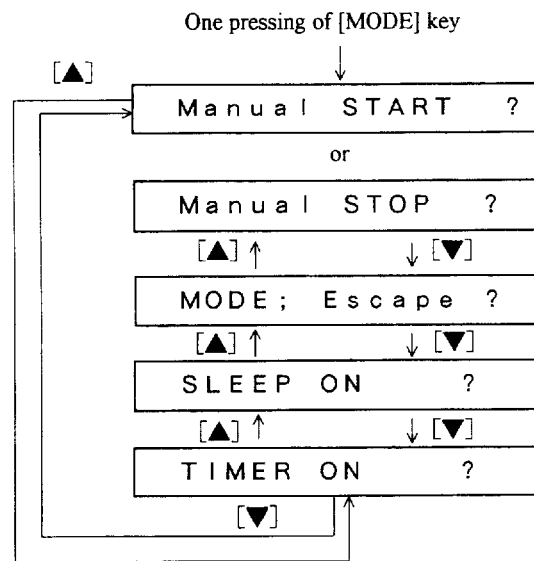 One pressing of [MODE] key
[▲]
Manual START ?
or
Manual STOP ?
[▲] [▼]
MODE; Escape ?
[▲] [▼]
SLEEP ON ?
[▲] [▼]
TIMER ON ?
[▼]